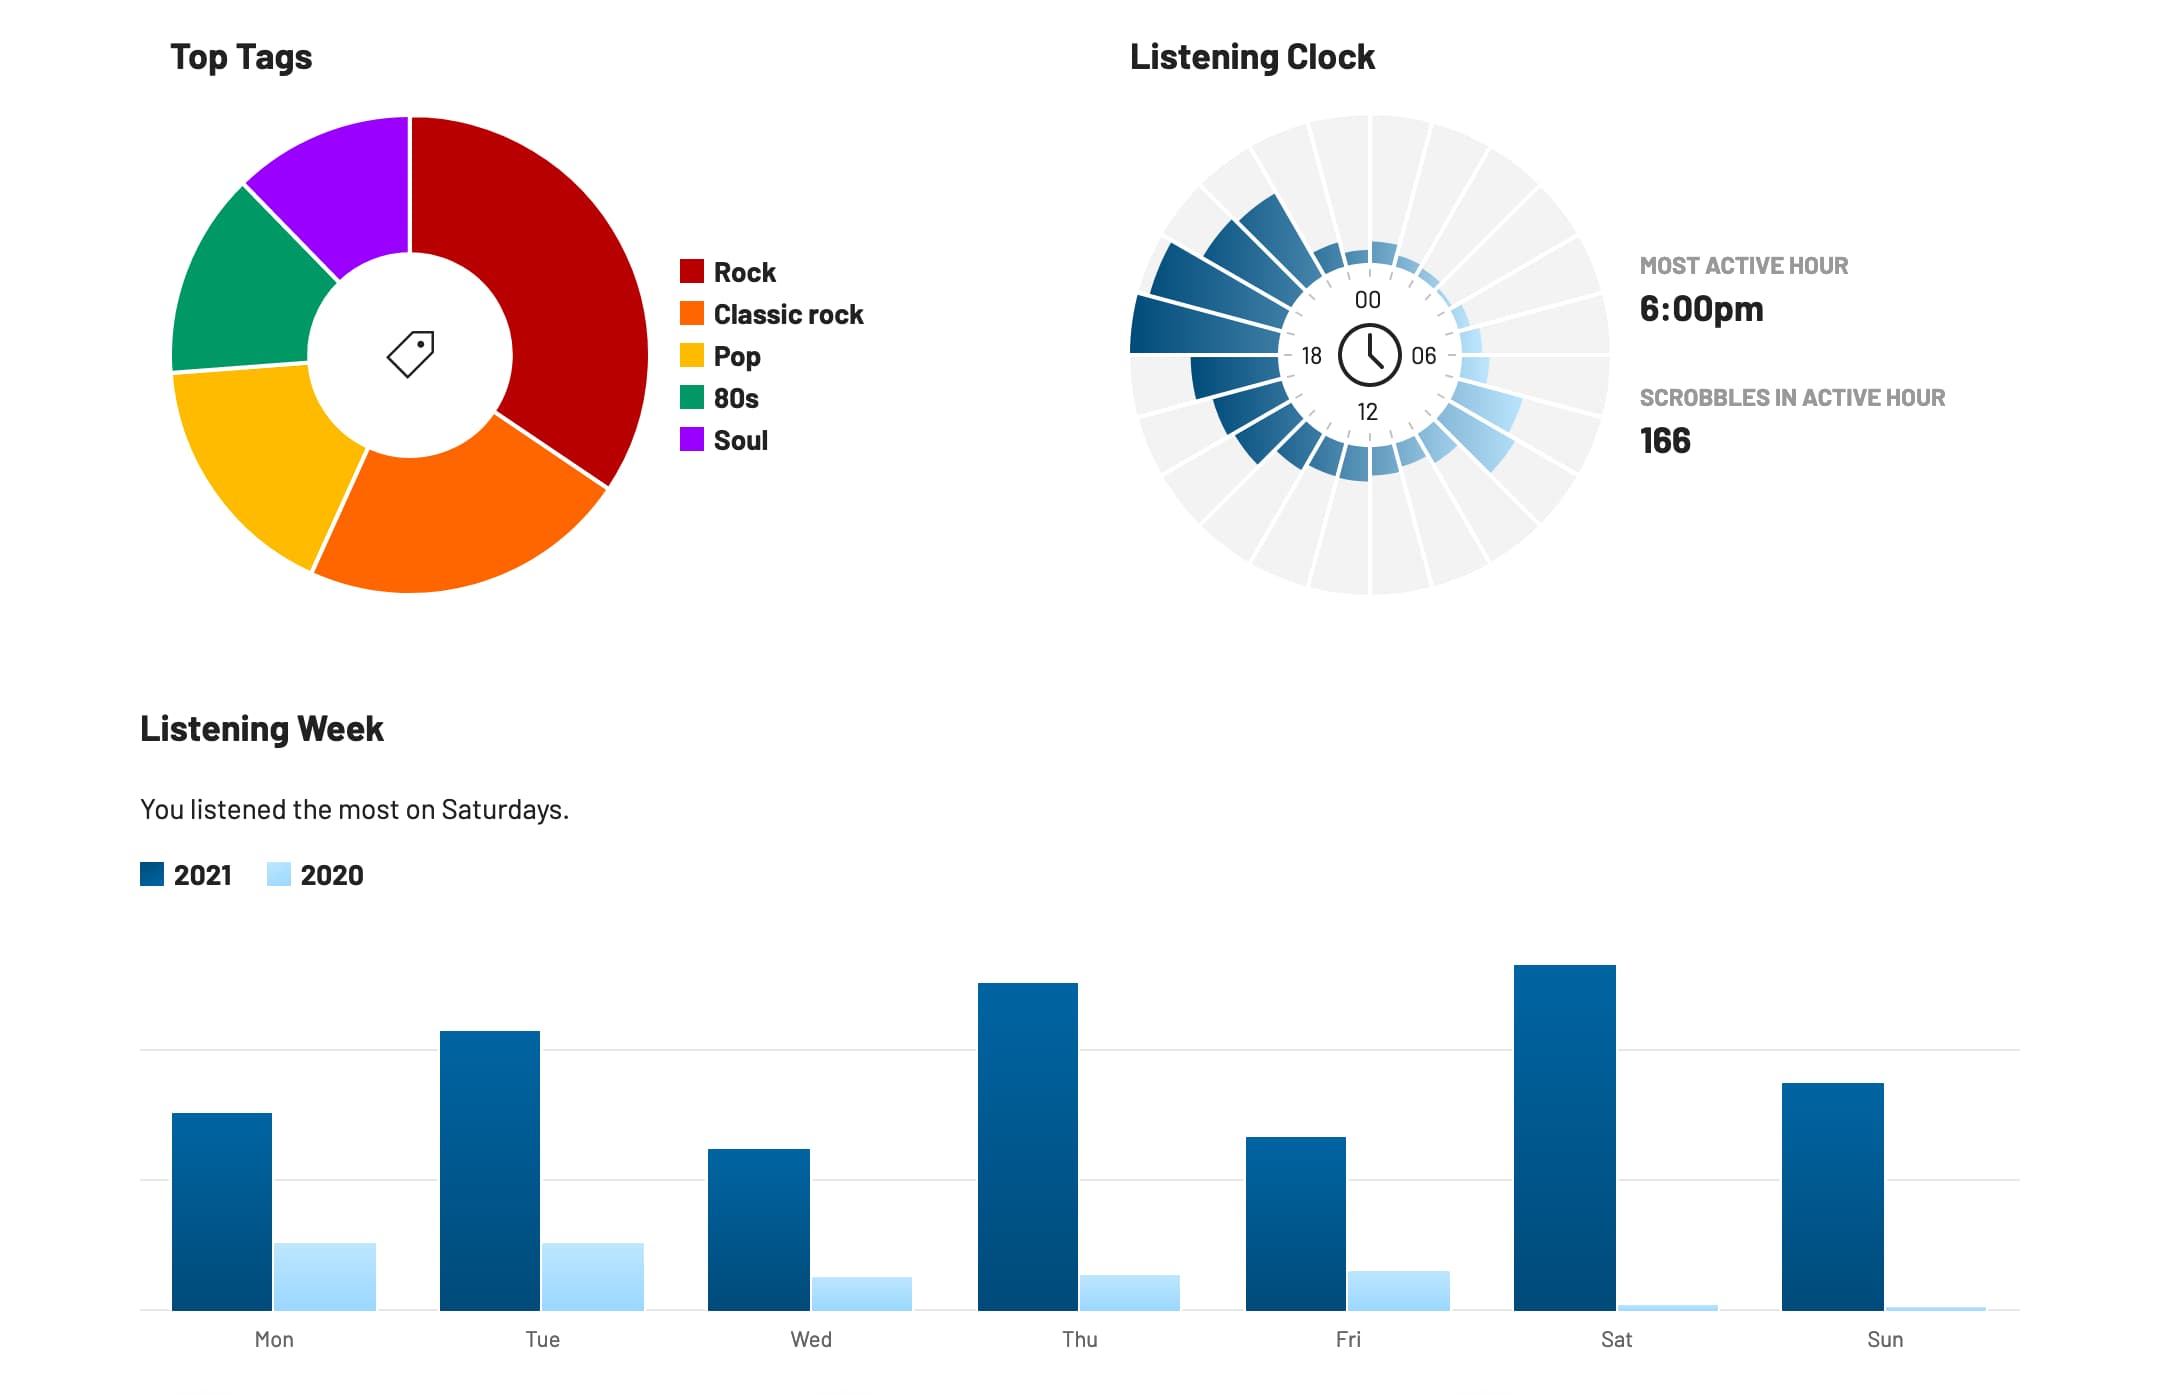 Top Tags
Rock
Classic rock
Pop
80s
Soul
Listening Clock
00
18
06
12
MOST ACTIVE HOUR
6:00pm
SCROBBLES IN ACTIVE HOUR
166
Listening Week
You listened the most on Saturdays.
2021 2020
Mon Tue Wed Thu Fri Sat Sun